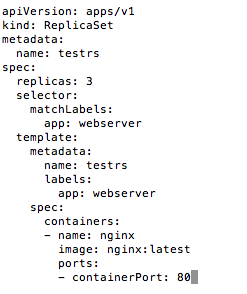 apiVersion: apps/v1
kind: ReplicaSet
metadata:
  name: testrs
spec:
  replicas: 3
  selector:
    matchLabels:
      app: webserver
  template:
    metadata:
      name: testrs
      labels:
        app: webserver
    spec:
      containers:
      - name: nginx
        image: nginx:latest
        ports:
        - containerPort: 80